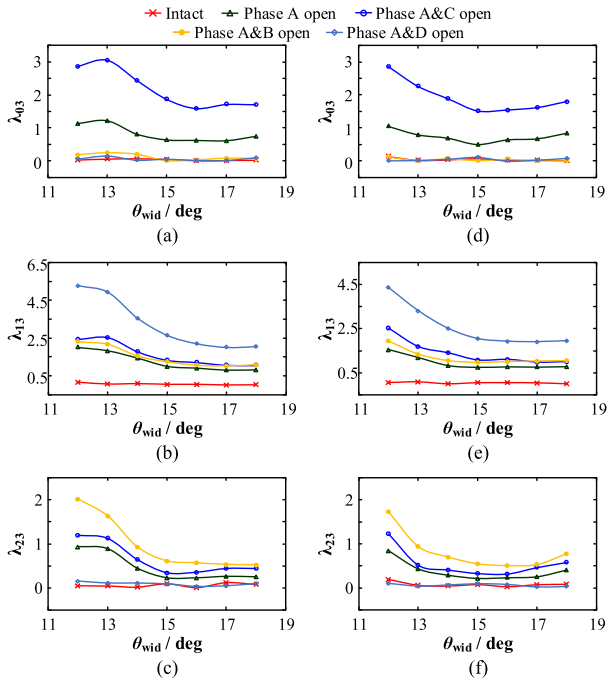 Intact Phase A open Phase A&C open
Phase A&B open Phase A&D open
λ03
3
2
1
0
11 13 15 17 19
θwid / deg
(a)
λ03
3
2
1
0
11 13 15 17 19
θwid / deg
(d)
λ13
6.5
4.5
2.5
0.5
11 13 15 17 19
θwid / deg
(b)
λ13
4.5
2.5
0.5
11 13 15 17 19
θwid / deg
(e)
λ23
2
1
0
11 13 15 17 19
θwid / deg
(c)
λ23
2
1
0
11 13 15 17 19
θwid / deg
(f)